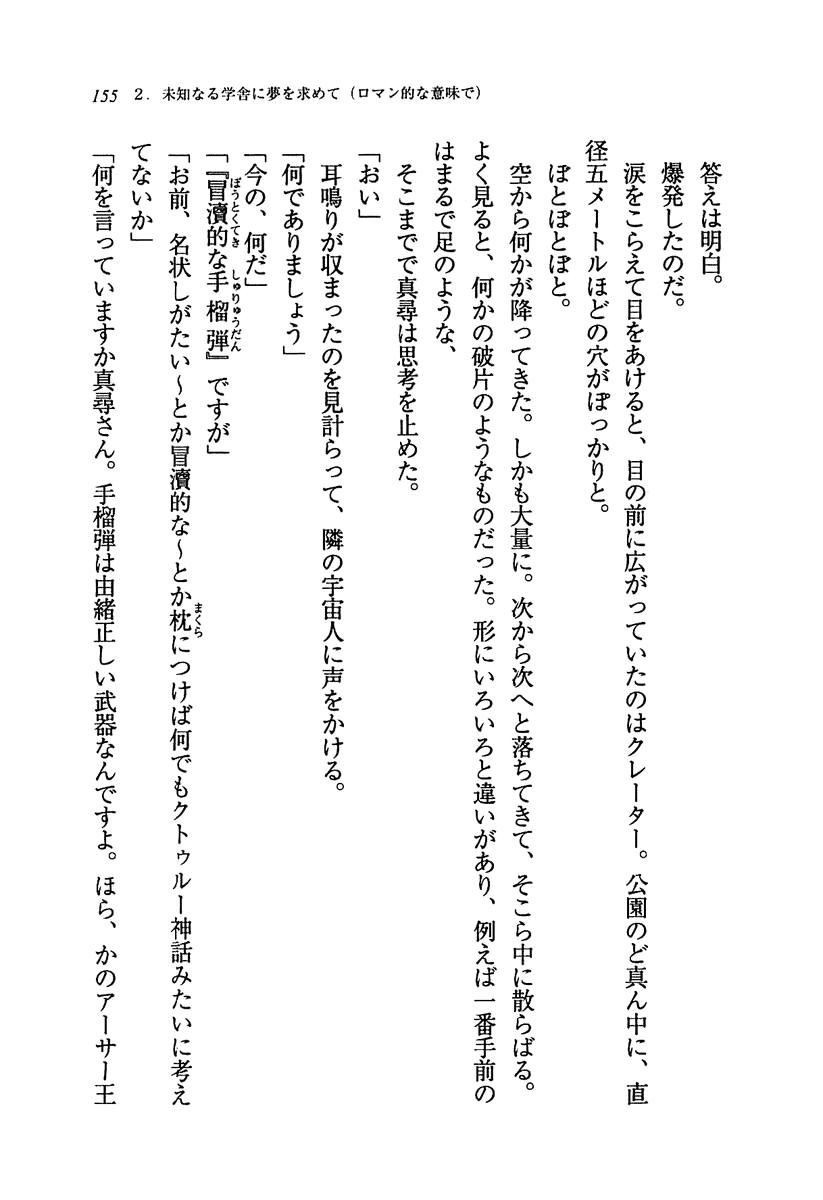 155 2. 未知なる学舎に夢を求めて（ロマン的な意味で）
答えは明白。
爆発したのだ。
涙をこらえて目をあけると、目の前に広がっていたのはクレーター。公園のど真ん中に、直
径五メートルほどの穴がぽっかりと。
ぼとぼとぼと。
空から何かが降ってきた。しかも大量に。次から次へと落ちてきて、そこら中に散らばる。
よく見ると、何かの破片のようなものだった。形にいろいろと違いがあり、例えば一番手前の
はまるで足のような、
そこまでで真尋は思考を止めた。
「おい」
耳鳴りが収まったのを見計らって、隣の宇宙人に声をかける。
「何でありましょう」
「今の、何だ」
「『冒瀆的な手榴弾』ですが」
ぼうとくてき しゅりゅうだん
「お前、名状しがたい～とか冒瀆的な～とか枕につけば何でもクトゥルー神話みたいに考え
まくら
てないか」
「何を言っていますか真尋さん。手榴弾は由緒正しい武器なんですよ。ほら、かのアーサー王